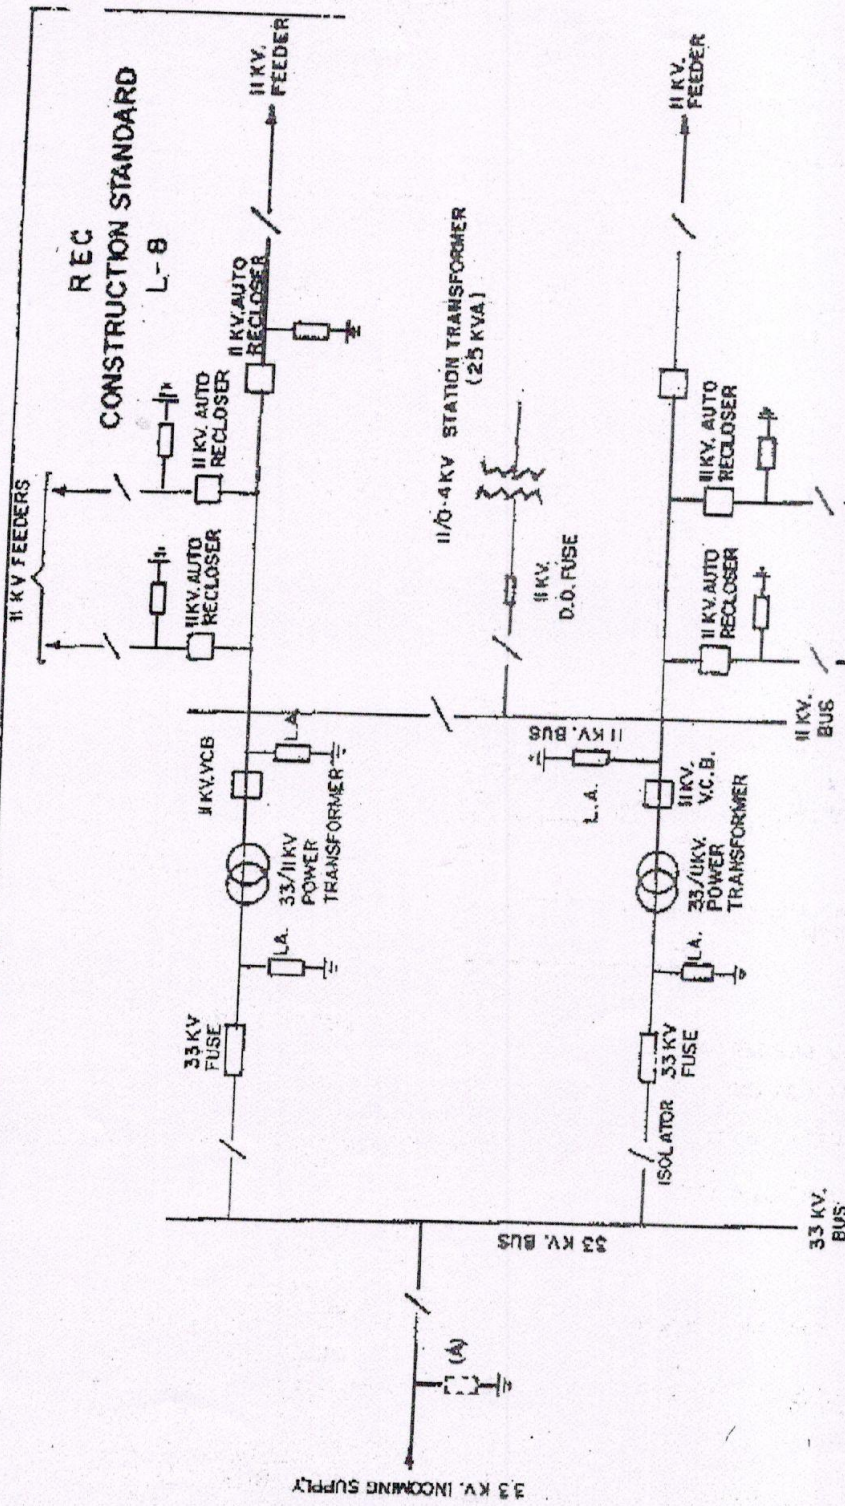 REC
CONSTRUCTION STANDARD
L-8
11 KV FEEDERS
11 KV. AUTO
RECLOSER
11 KV. AUTO
RECLOSER
11 KV. AUTO
RECLOSER
11 KV.
FEEDER
33 KV
FUSE
L.A.
33/11KV
POWER
TRANSFORMER
11 KV. VCB
L.A.
11/0.4 KV STATION TRANSFORMER
(25 KVA)
11 KV.
D.O. FUSE
33 KV. INCOMING SUPPLY
(A)
33 KV. BUS
33 KV.
BUS
ISOLATOR
33 KV
FUSE
L.A.
33/11KV.
POWER
TRANSFORMER
11 KV.
V.C.B.
L.A.
11 KV. BUS
11 KV.
BUS
11 KV. AUTO
RECLOSER
11 KV. AUTO
RECLOSER
11 KV.
FEEDER